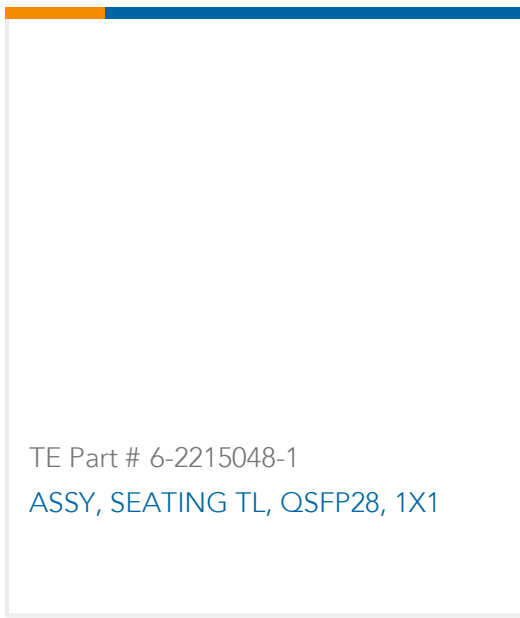 TE Part # 6-2215048-1
ASSY, SEATING TL, QSFP28, 1X1